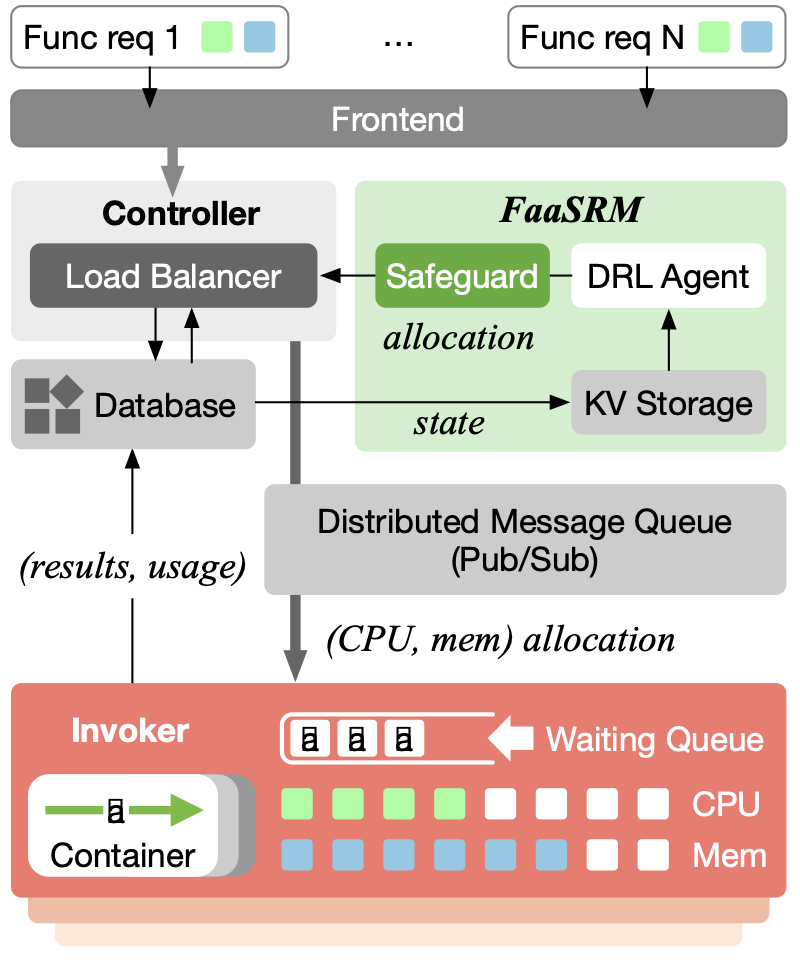 Func req 1
...
Func req N
Frontend
Controller
FaaSRM
Load Balancer
Safeguard
DRL Agent
allocation
Database
state
KV Storage
Distributed Message Queue
(Pub/Sub)
(results, usage)
(CPU, mem) allocation
Invoker
Waiting Queue
CPU
Container
Mem